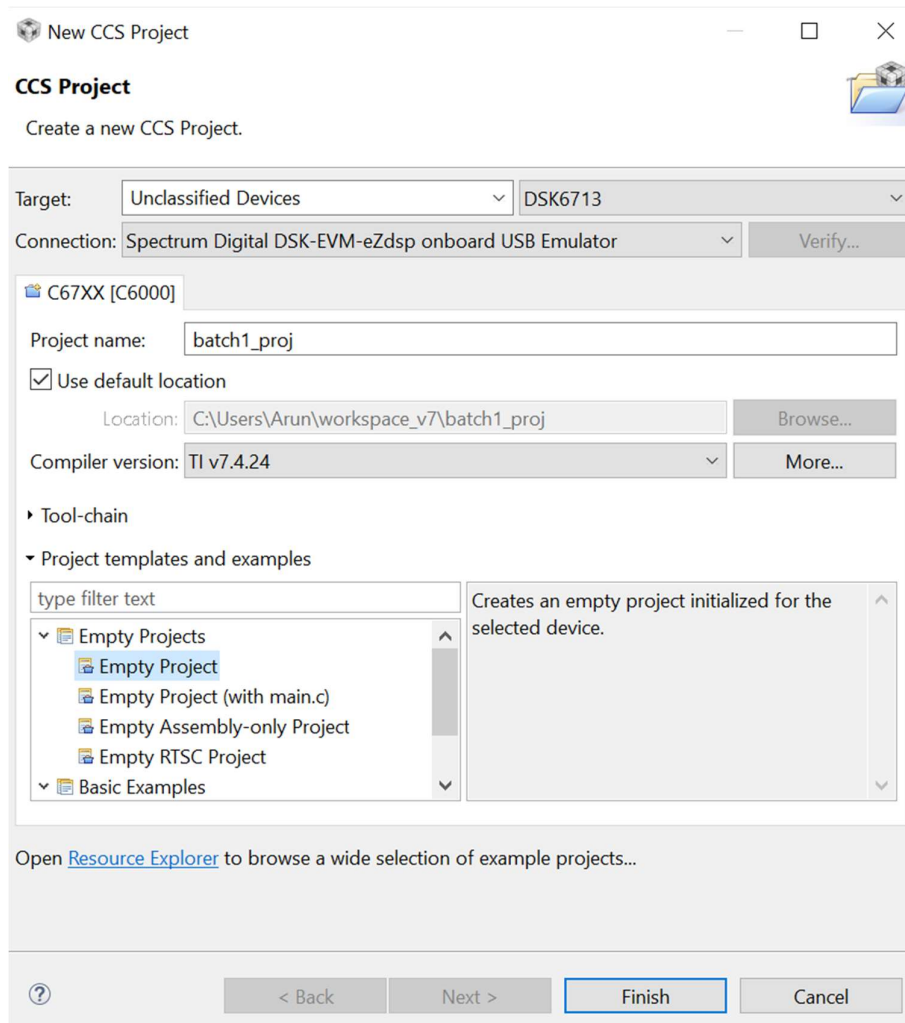 New CCS Project
CCS Project
Create a new CCS Project.
Target: Unclassified Devices DSK6713
Connection: Spectrum Digital DSK-EVM-eZdsp onboard USB Emulator Verify...
C67XX [C6000]
Project name: batch1_proj
Use default location
Location: C:\Users\Arun\workspace_v7\batch1_proj Browse...
Compiler version: TI v7.4.24 More...
Tool-chain
Project templates and examples
type filter text
Creates an empty project initialized for the
selected device.
Empty Projects
Empty Project
Empty Project (with main.c)
Empty Assembly-only Project
Empty RTSC Project
Basic Examples
Open Resource Explorer to browse a wide selection of example projects...
? < Back Next > Finish Cancel